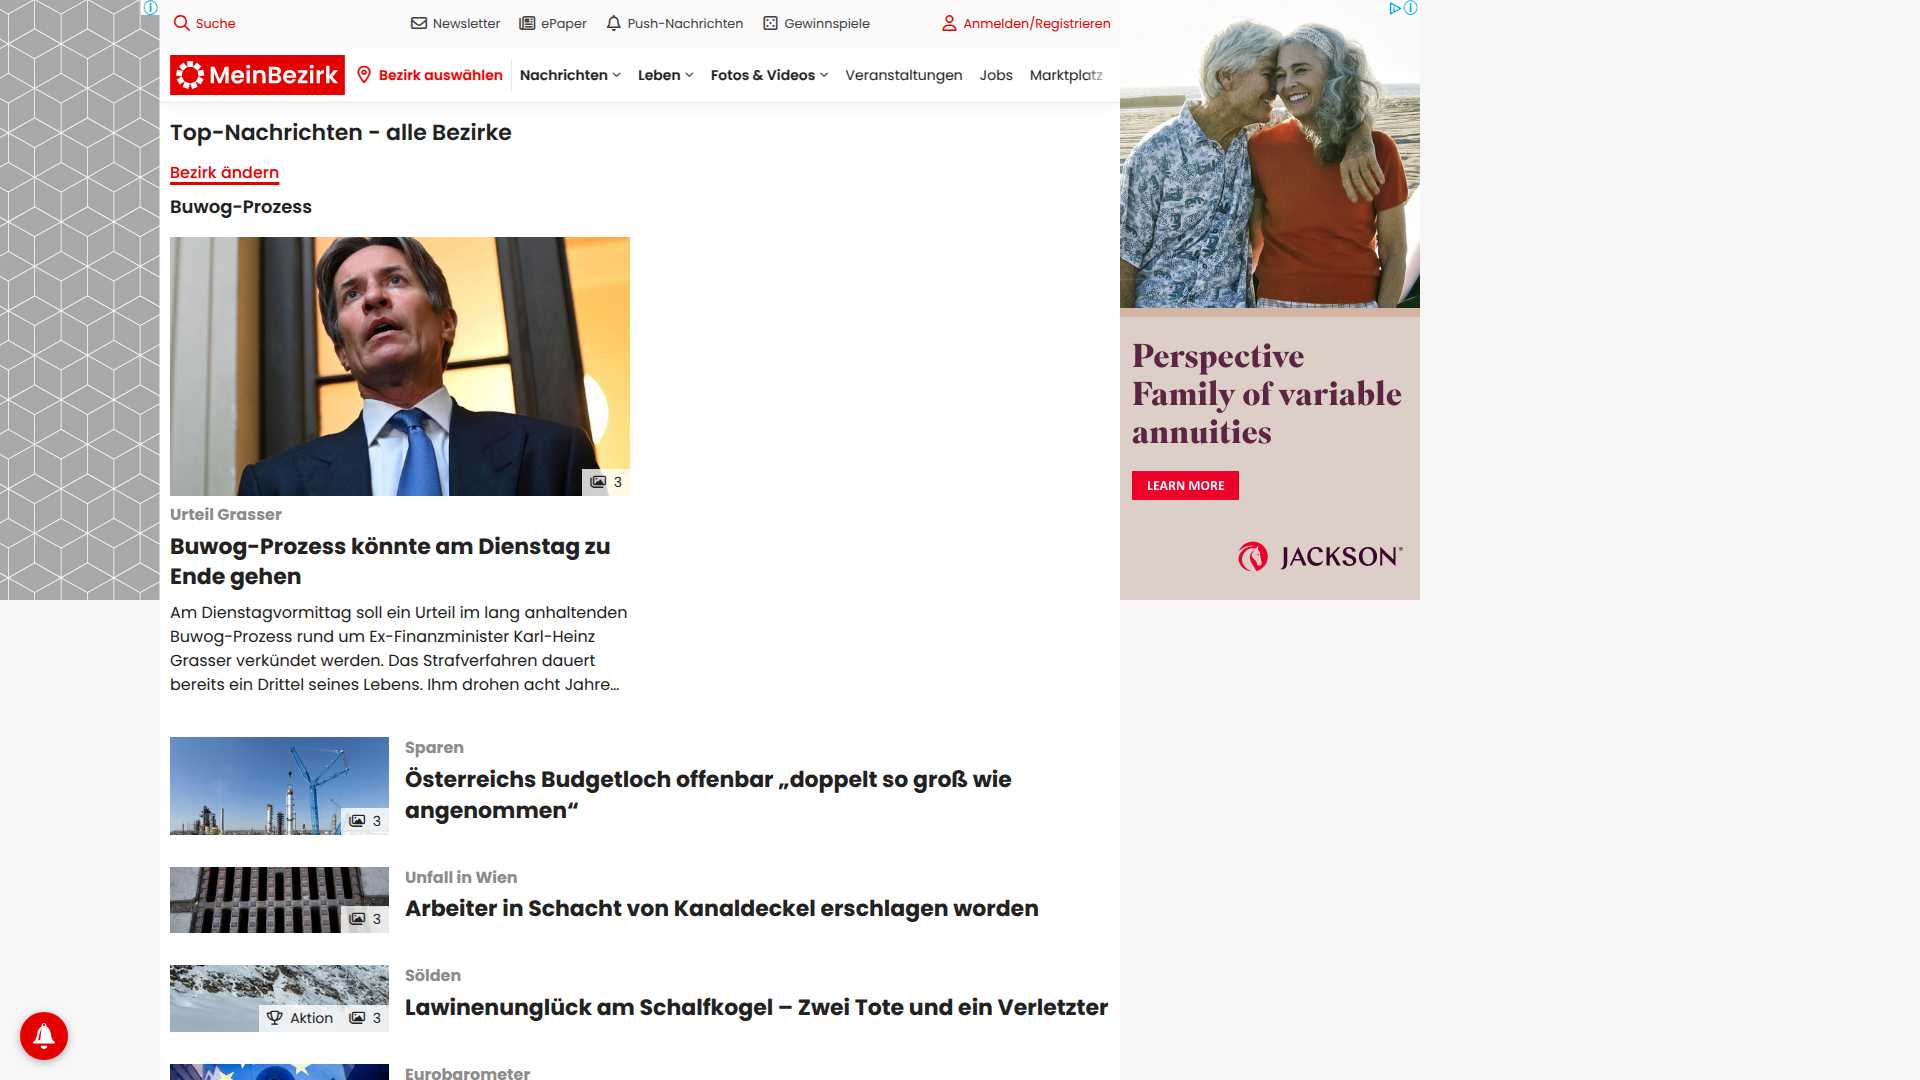 Suche
Newsletter
ePaper
Push-Nachrichten
Gewinnspiele
Anmelden/Registrieren
MeinBezirk
Bezirk auswählen
Nachrichten
Leben
Fotos & Videos
Veranstaltungen
Jobs
Marktplatz
Top-Nachrichten - alle Bezirke
Bezirk ändern
Buwog-Prozess
3
Urteil Grasser
Buwog-Prozess könnte am Dienstag zu
Ende gehen
Am Dienstagvormittag soll ein Urteil im lang anhaltenden
Buwog-Prozess rund um Ex-Finanzminister Karl-Heinz
Grasser verkündet werden. Das Strafverfahren dauert
bereits ein Drittel seines Lebens. Ihm drohen acht Jahre...
3
Sparen
Österreichs Budgetloch offenbar „doppelt so groß wie
angenommen“
3
Unfall in Wien
Arbeiter in Schacht von Kanaldeckel erschlagen worden
Aktion
3
Sölden
Lawinenunglück am Schalfkogel – Zwei Tote und ein Verletzter
Eurobarometer
Perspective
Family of variable
annuities
LEARN MORE
JACKSON®